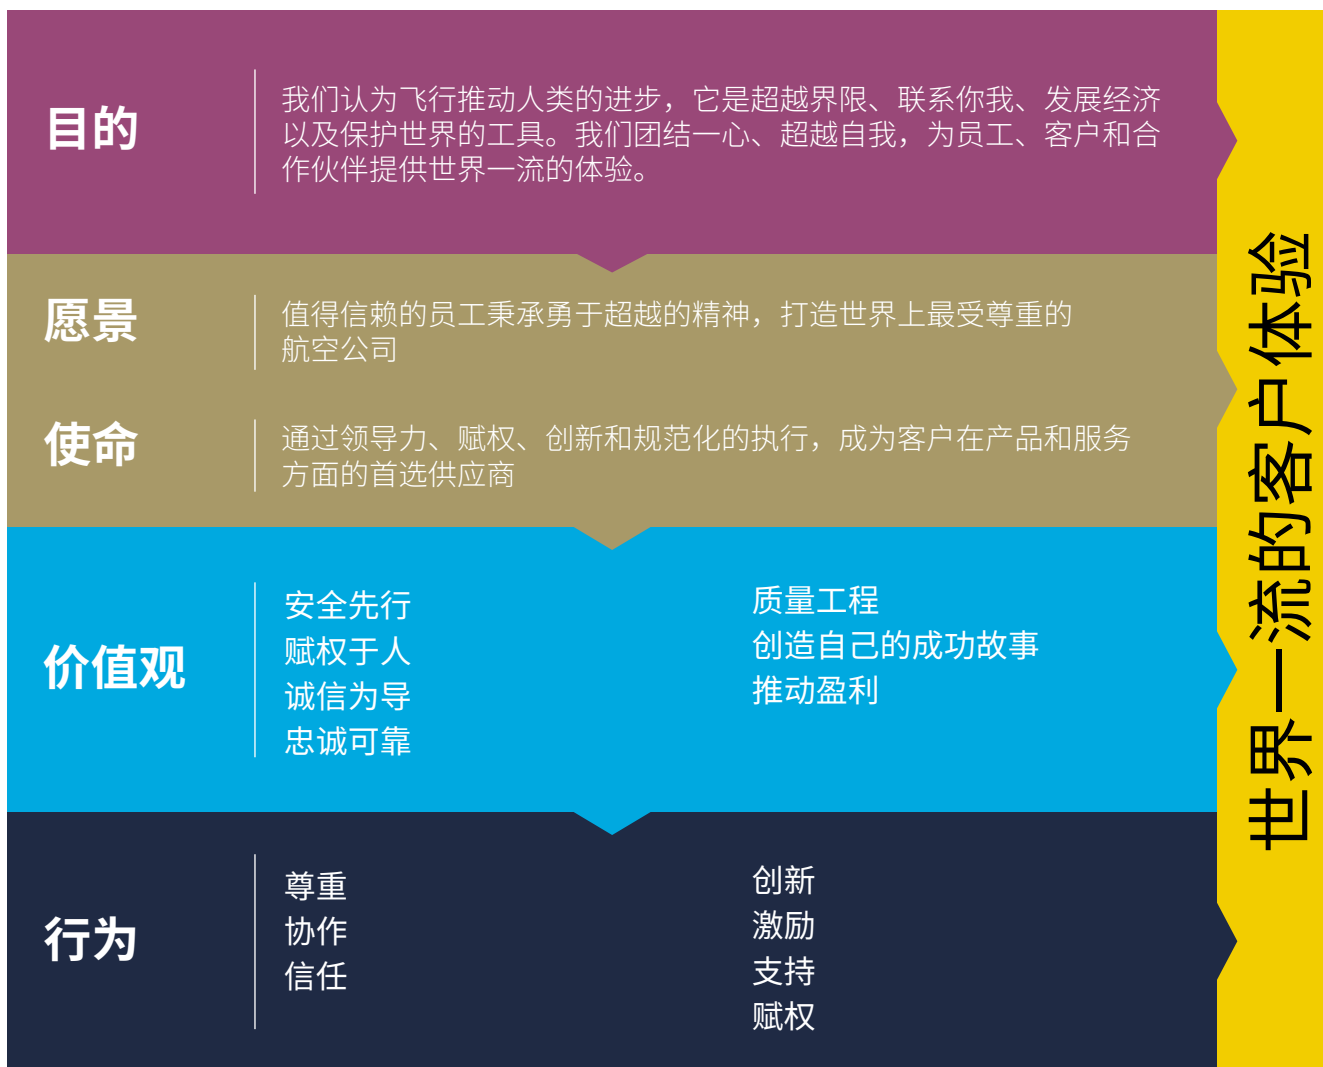 目的
我们认为飞行推动人类的进步，它是超越界限、联系你我、发展经济
以及保护世界的工具。我们团结一心、超越自我，为员工、客户和合
作伙伴提供世界一流的体验。
愿景
值得信赖的员工秉承勇于超越的精神，打造世界上最受尊重的
航空公司
使命
通过领导力、赋权、创新和规范化的执行，成为客户在产品和服务
方面的首选供应商
价值观
安全先行
赋权于人
诚信为导
忠诚可靠
质量工程
创造自己的成功故事
推动盈利
行为
尊重
协作
信任
创新
激励
支持
赋权
世界一流的客户体验